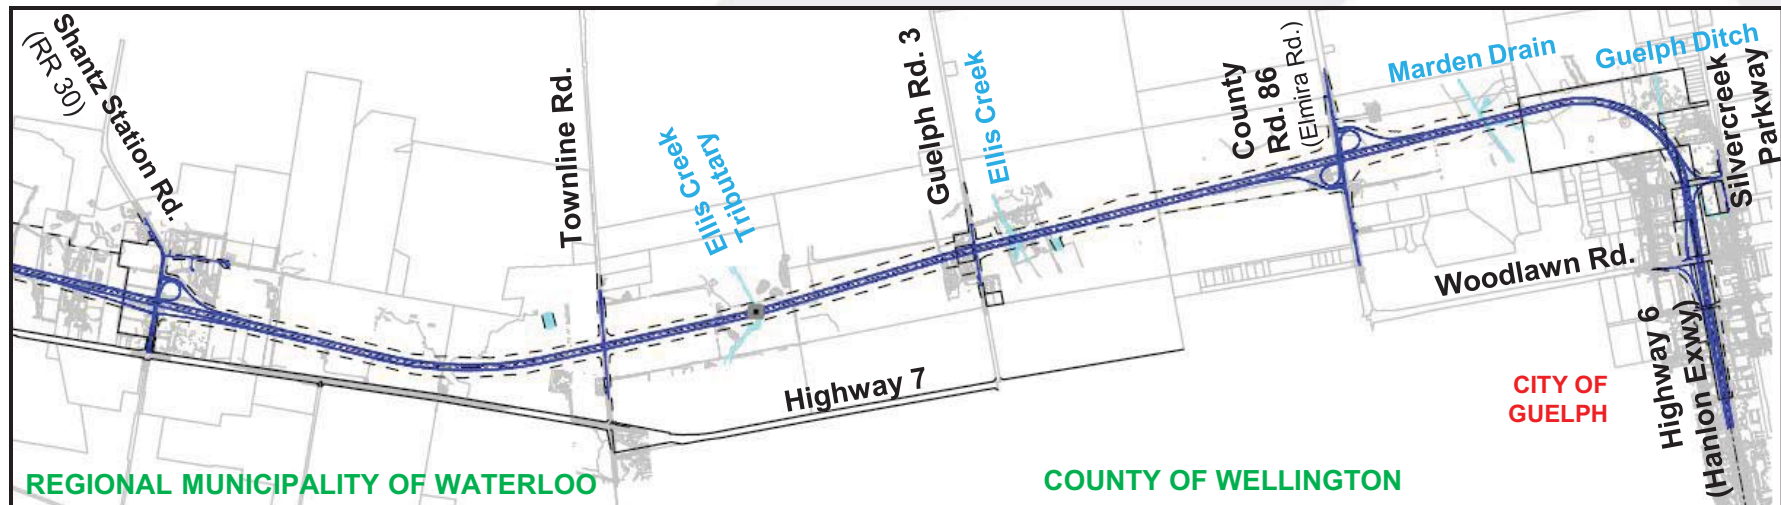 Shantz Station Rd.
(RR 30)
Townline Rd.
Ellis Creek
Tributary
Guelph Rd. 3
Ellis Creek
County
Rd. 86
(Elmira Rd.)
Marden Drain
Guelph Ditch
Silvercreek
Parkway
Woodlawn Rd.
Highway 6
(Hanlon Exwy)
Highway 7
CITY OF
GUELPH
REGIONAL MUNICIPALITY OF WATERLOO
COUNTY OF WELLINGTON